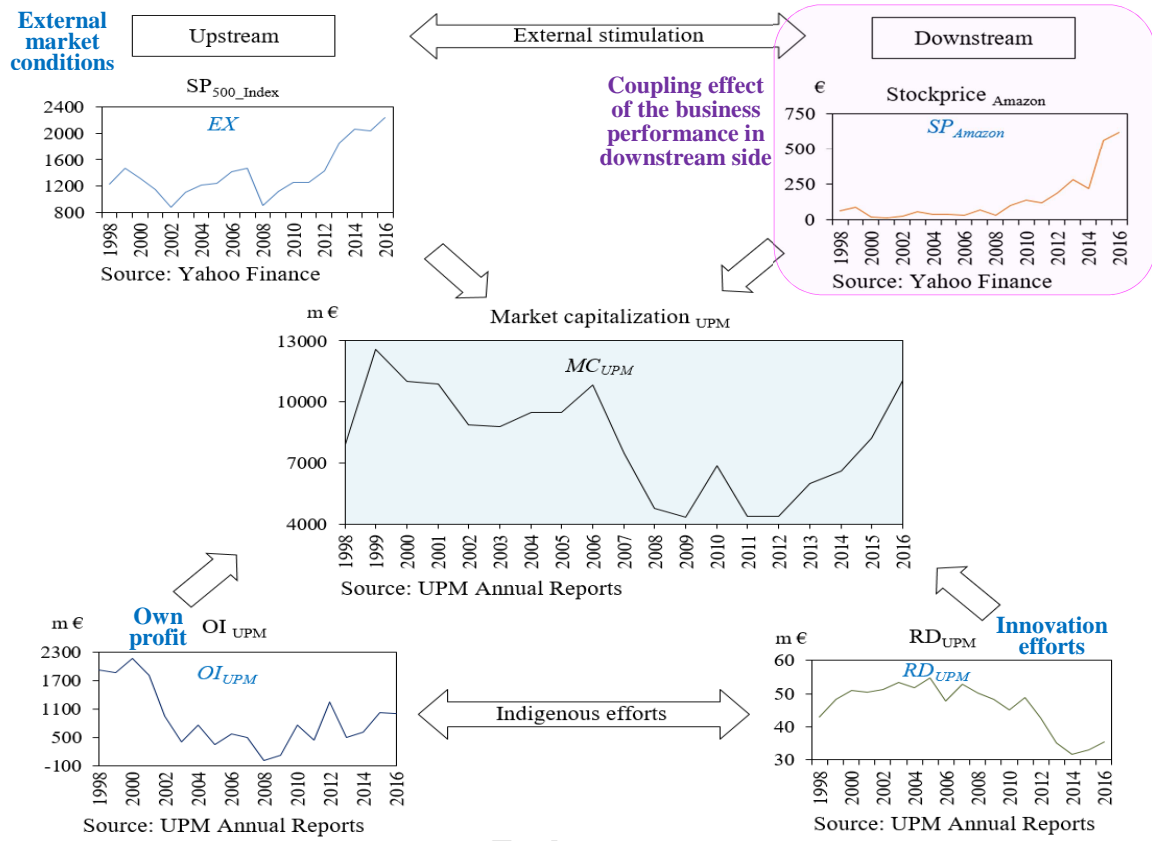 External
market
conditions
Upstream
External stimulation
Downstream
SP500_Index
EX
2400
2000
1600
1200
800
1998
2000
2002
2004
2006
2008
2010
2012
2014
2016
Source: Yahoo Finance
Coupling effect
of the business
performance in
downstream side
€
Stockprice Amazon
SPAmazon
750
500
250
0
1998
2000
2002
2004
2006
2008
2010
2012
2014
2016
Source: Yahoo Finance
m €
Market capitalization UPM
MCUPM
13000
10000
7000
4000
1998
1999
2000
2001
2002
2003
2004
2005
2006
2007
2008
2009
2010
2011
2012
2013
2014
2015
2016
Source: UPM Annual Reports
Own
profit
m €
OI UPM
OIUPM
2300
1700
1100
500
-100
1998
2000
2002
2004
2006
2008
2010
2012
2014
2016
Source: UPM Annual Reports
Indigenous efforts
Innovation
efforts
m €
RDUPM
RDUPM
60
50
40
30
1998
2000
2002
2004
2006
2008
2010
2012
2014
2016
Source: UPM Annual Reports